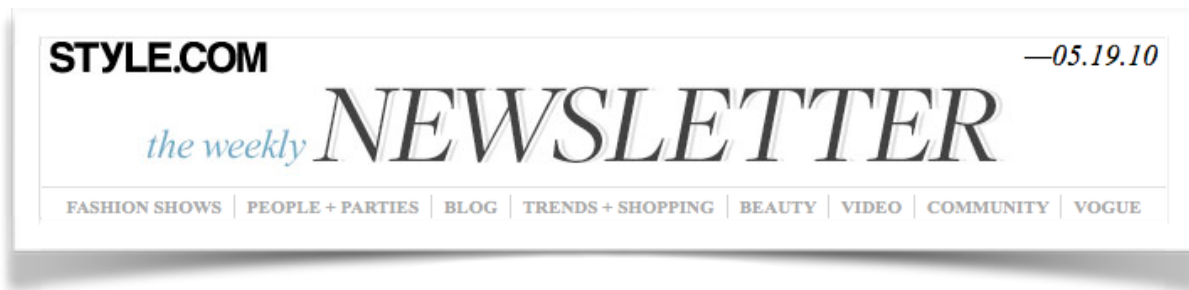 STYLE.COM
—05.19.10
the weekly NEWSLETTER
FASHION SHOWS | PEOPLE + PARTIES | BLOG | TRENDS + SHOPPING | BEAUTY | VIDEO | COMMUNITY | VOGUE